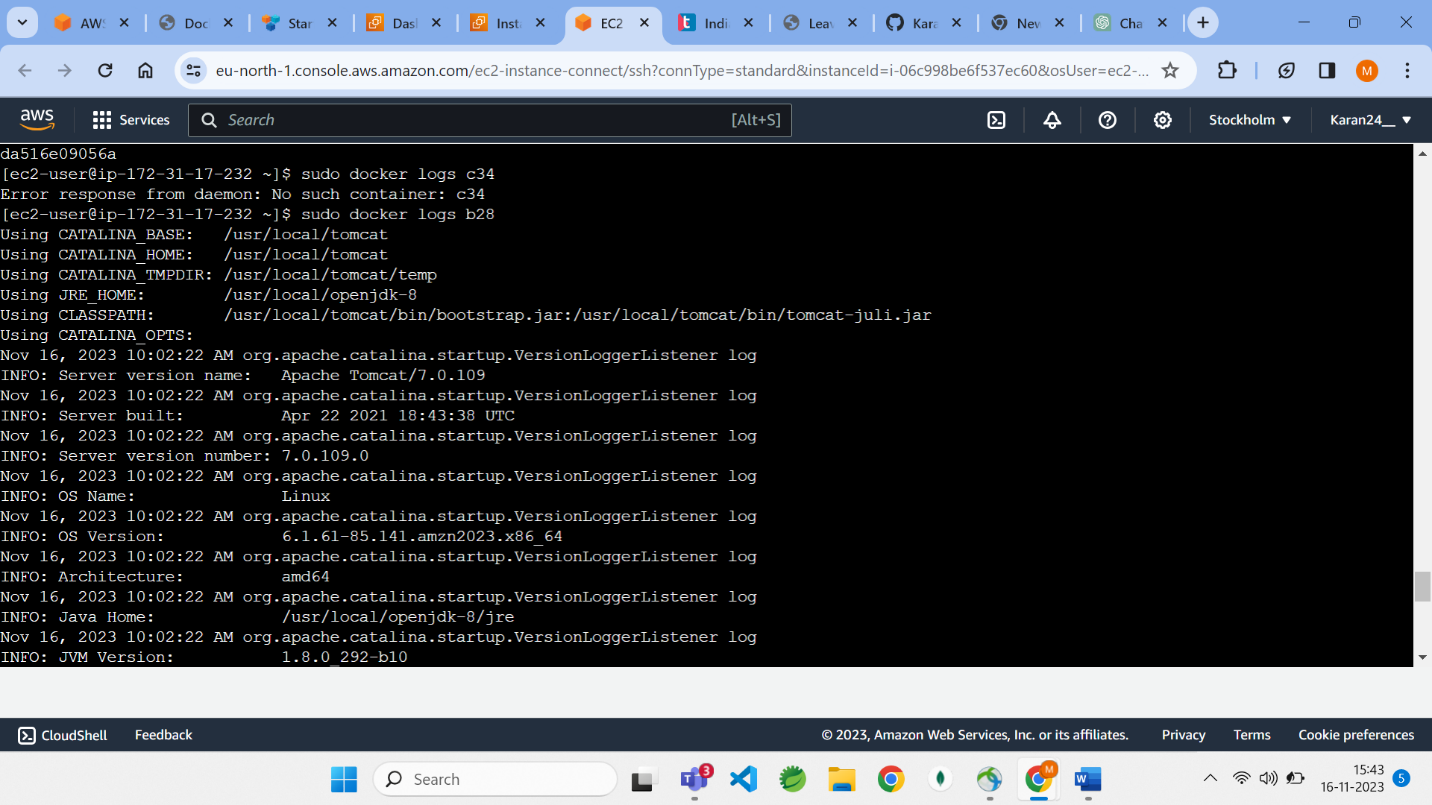 AWS
Doc
Star
Das
Inst
EC2
Indi
Leav
Kara
New
Cha
eu-north-1.console.aws.amazon.com/ec2-instance-connect/ssh?connType=standard&instanceId=i-06c998be6f537ec60&osUser=ec2-...
M
aws
Services
Search
[Alt+S]
Stockholm
Karan24__
da516e09056a
[ec2-user@ip-172-31-17-232 ~]$ sudo docker logs c34
Error response from daemon: No such container: c34
[ec2-user@ip-172-31-17-232 ~]$ sudo docker logs b28
Using CATALINA_BASE:   /usr/local/tomcat
Using CATALINA_HOME:   /usr/local/tomcat
Using CATALINA_TMPDIR: /usr/local/tomcat/temp
Using JRE_HOME:        /usr/local/openjdk-8
Using CLASSPATH:       /usr/local/tomcat/bin/bootstrap.jar:/usr/local/tomcat/bin/tomcat-juli.jar
Using CATALINA_OPTS:
Nov 16, 2023 10:02:22 AM org.apache.catalina.startup.VersionLoggerListener log
INFO: Server version name:   Apache Tomcat/7.0.109
Nov 16, 2023 10:02:22 AM org.apache.catalina.startup.VersionLoggerListener log
INFO: Server built:          Apr 22 2021 18:43:38 UTC
Nov 16, 2023 10:02:22 AM org.apache.catalina.startup.VersionLoggerListener log
INFO: Server version number: 7.0.109.0
Nov 16, 2023 10:02:22 AM org.apache.catalina.startup.VersionLoggerListener log
INFO: OS Name:               Linux
Nov 16, 2023 10:02:22 AM org.apache.catalina.startup.VersionLoggerListener log
INFO: OS Version:            6.1.61-85.141.amzn2023.x86_64
Nov 16, 2023 10:02:22 AM org.apache.catalina.startup.VersionLoggerListener log
INFO: Architecture:          amd64
Nov 16, 2023 10:02:22 AM org.apache.catalina.startup.VersionLoggerListener log
INFO: Java Home:             /usr/local/openjdk-8/jre
Nov 16, 2023 10:02:22 AM org.apache.catalina.startup.VersionLoggerListener log
INFO: JVM Version:           1.8.0_292-b10
CloudShell
Feedback
© 2023, Amazon Web Services, Inc. or its affiliates.
Privacy
Terms
Cookie preferences
Search
3
M
15:43
16-11-2023
5